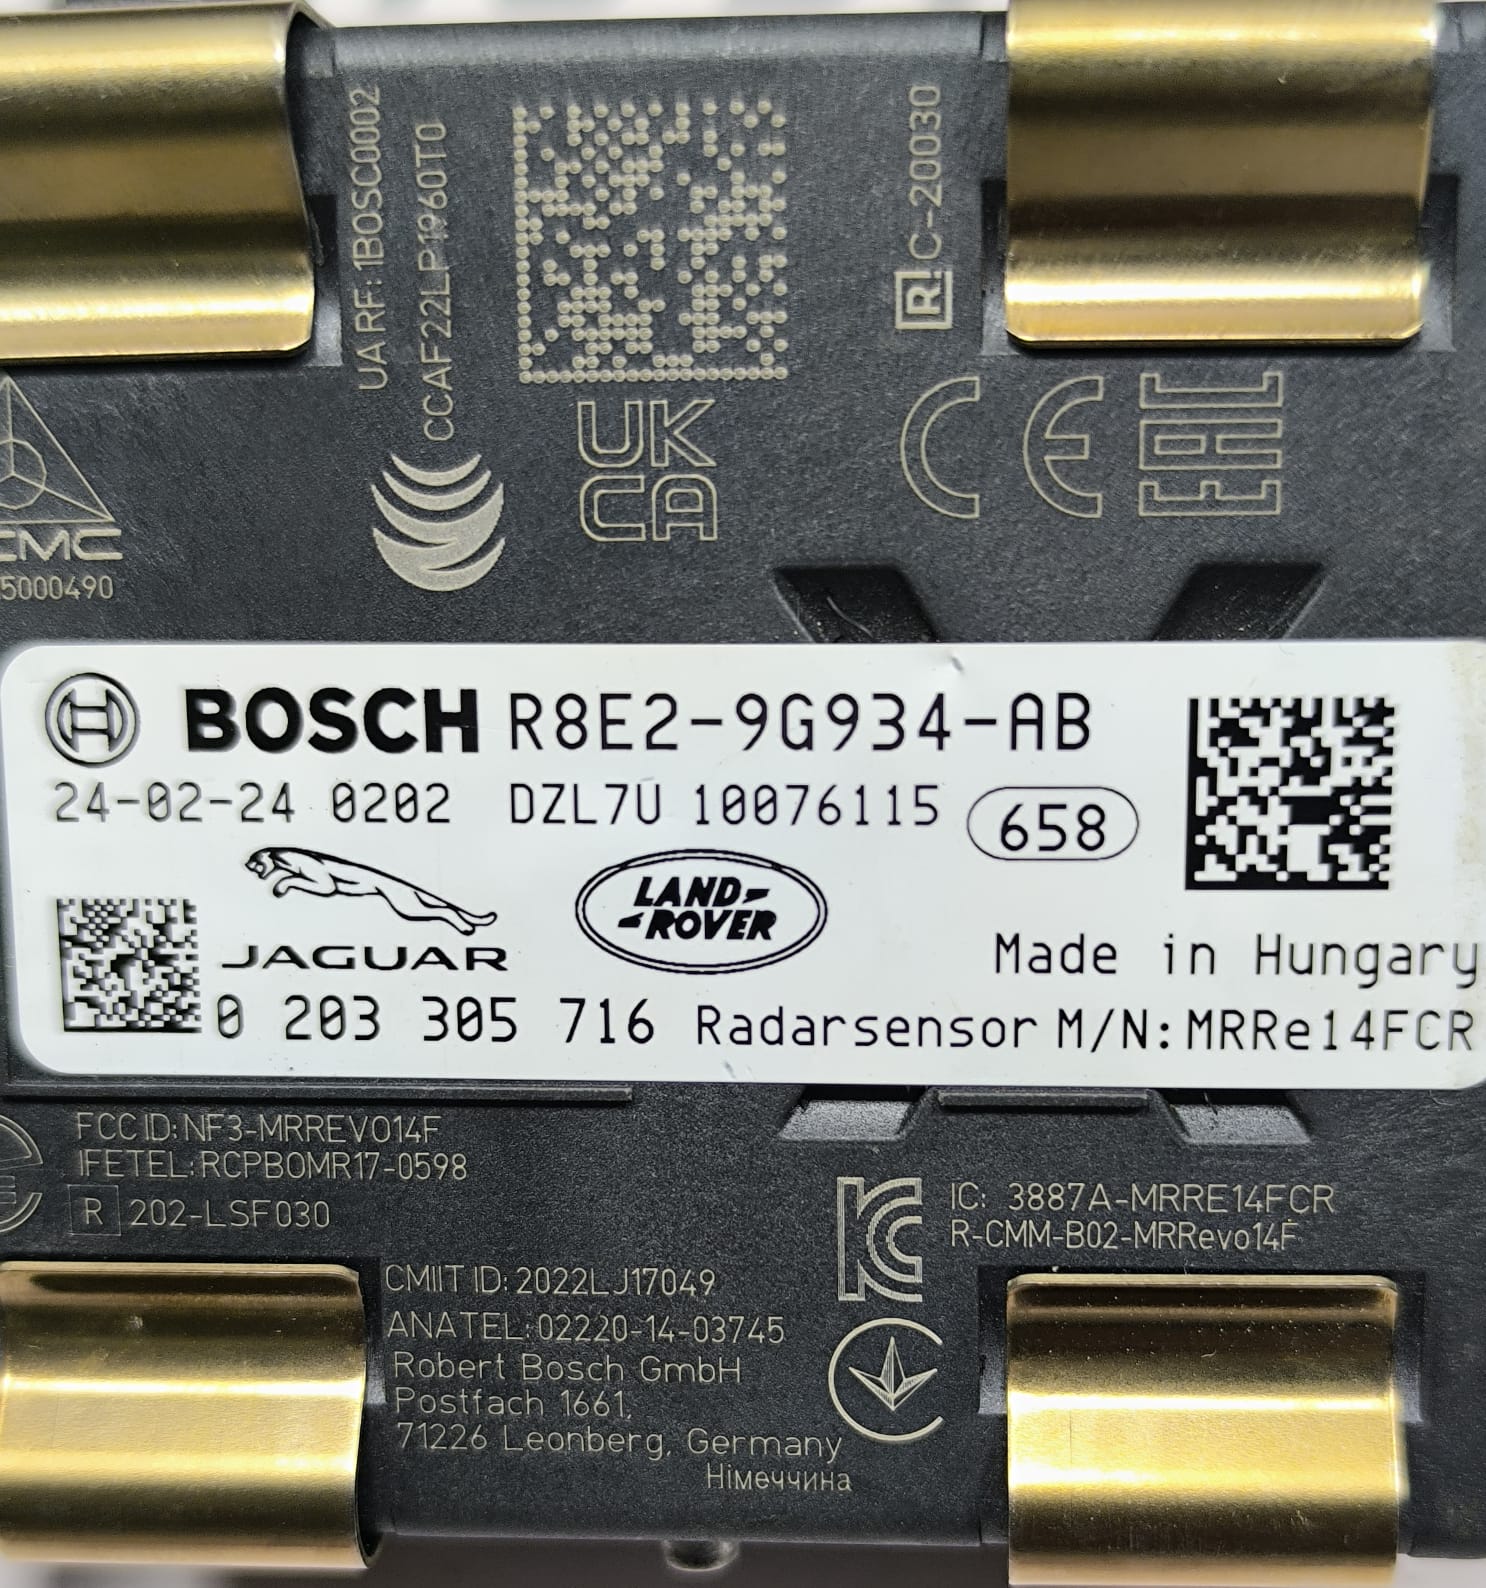 UA RF: 1BOSC0002
CCAF22LP1960T0
R C-20030
UK
CA
CE EAC
CMC
5000490
BOSCH R8E2-9G934-AB
24-02-24 0202 DZL7U 10076115 658
JAGUAR
LAND-
ROVER
Made in Hungary
0 203 305 716 Radarsensor M/N:MRRe14FCR
FCC ID: NF3-MRREVO14F
IFETEL: RCPBOMR17-0598
R 202-LSF030
IC: 3887A-MRRE14FCR
R-CMM-B02-MRRevo14F
CMIIT ID: 2022LJ17049
ANATEL: 02220-14-03745
Robert Bosch GmbH
Postfach 1661,
71226 Leonberg, Germany
Німеччина